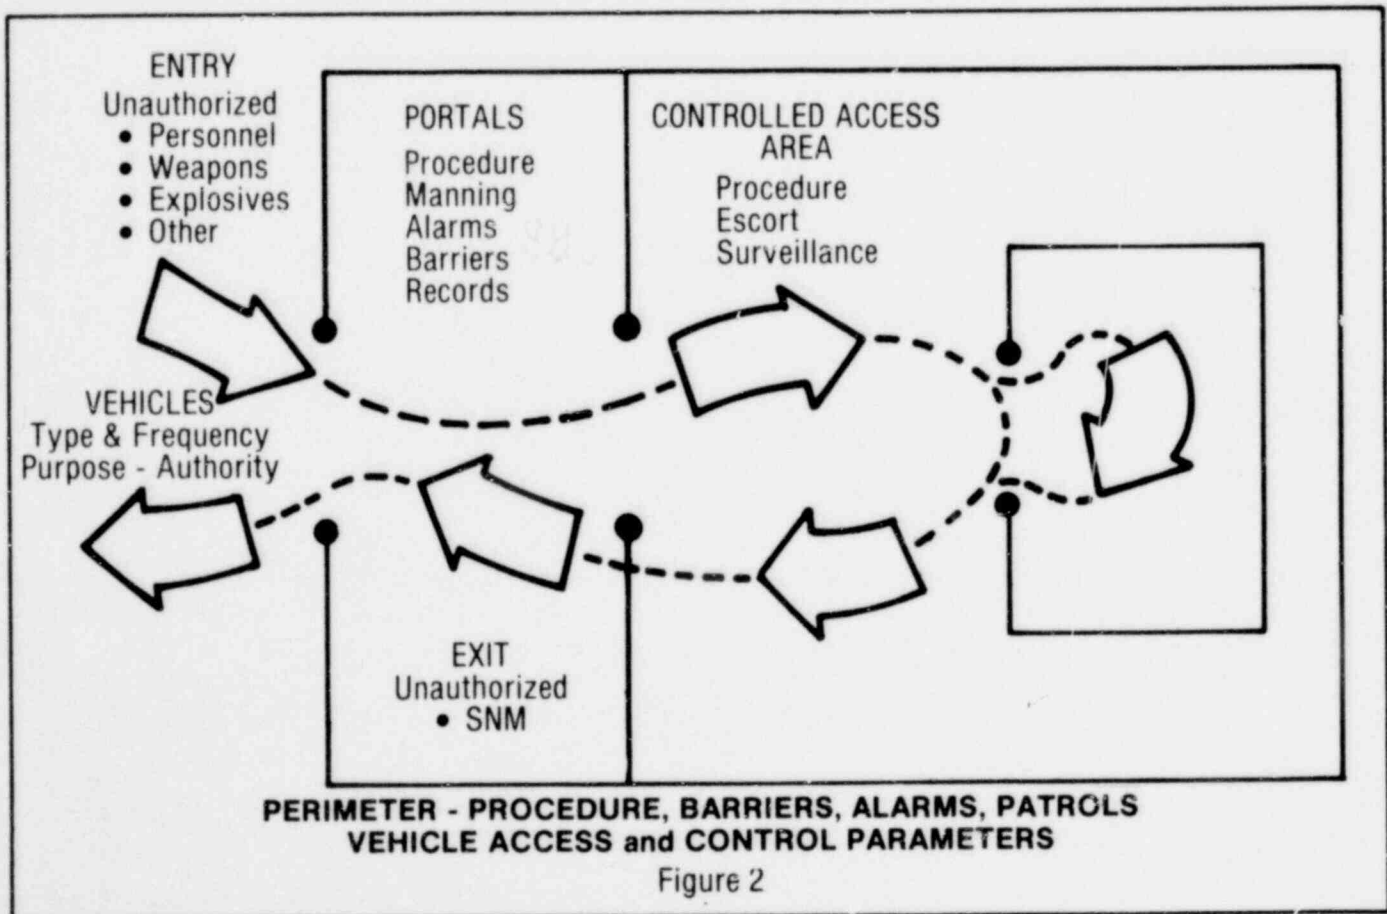 ENTRY
Unauthorized
• Personnel
• Weapons
• Explosives
• Other
PORTALS
Procedure
Manning
Alarms
Barriers
Records
CONTROLLED ACCESS
AREA
Procedure
Escort
Surveillance
VEHICLES
Type & Frequency
Purpose - Authority
EXIT
Unauthorized
• SNM
PERIMETER - PROCEDURE, BARRIERS, ALARMS, PATROLS
VEHICLE ACCESS and CONTROL PARAMETERS
Figure 2